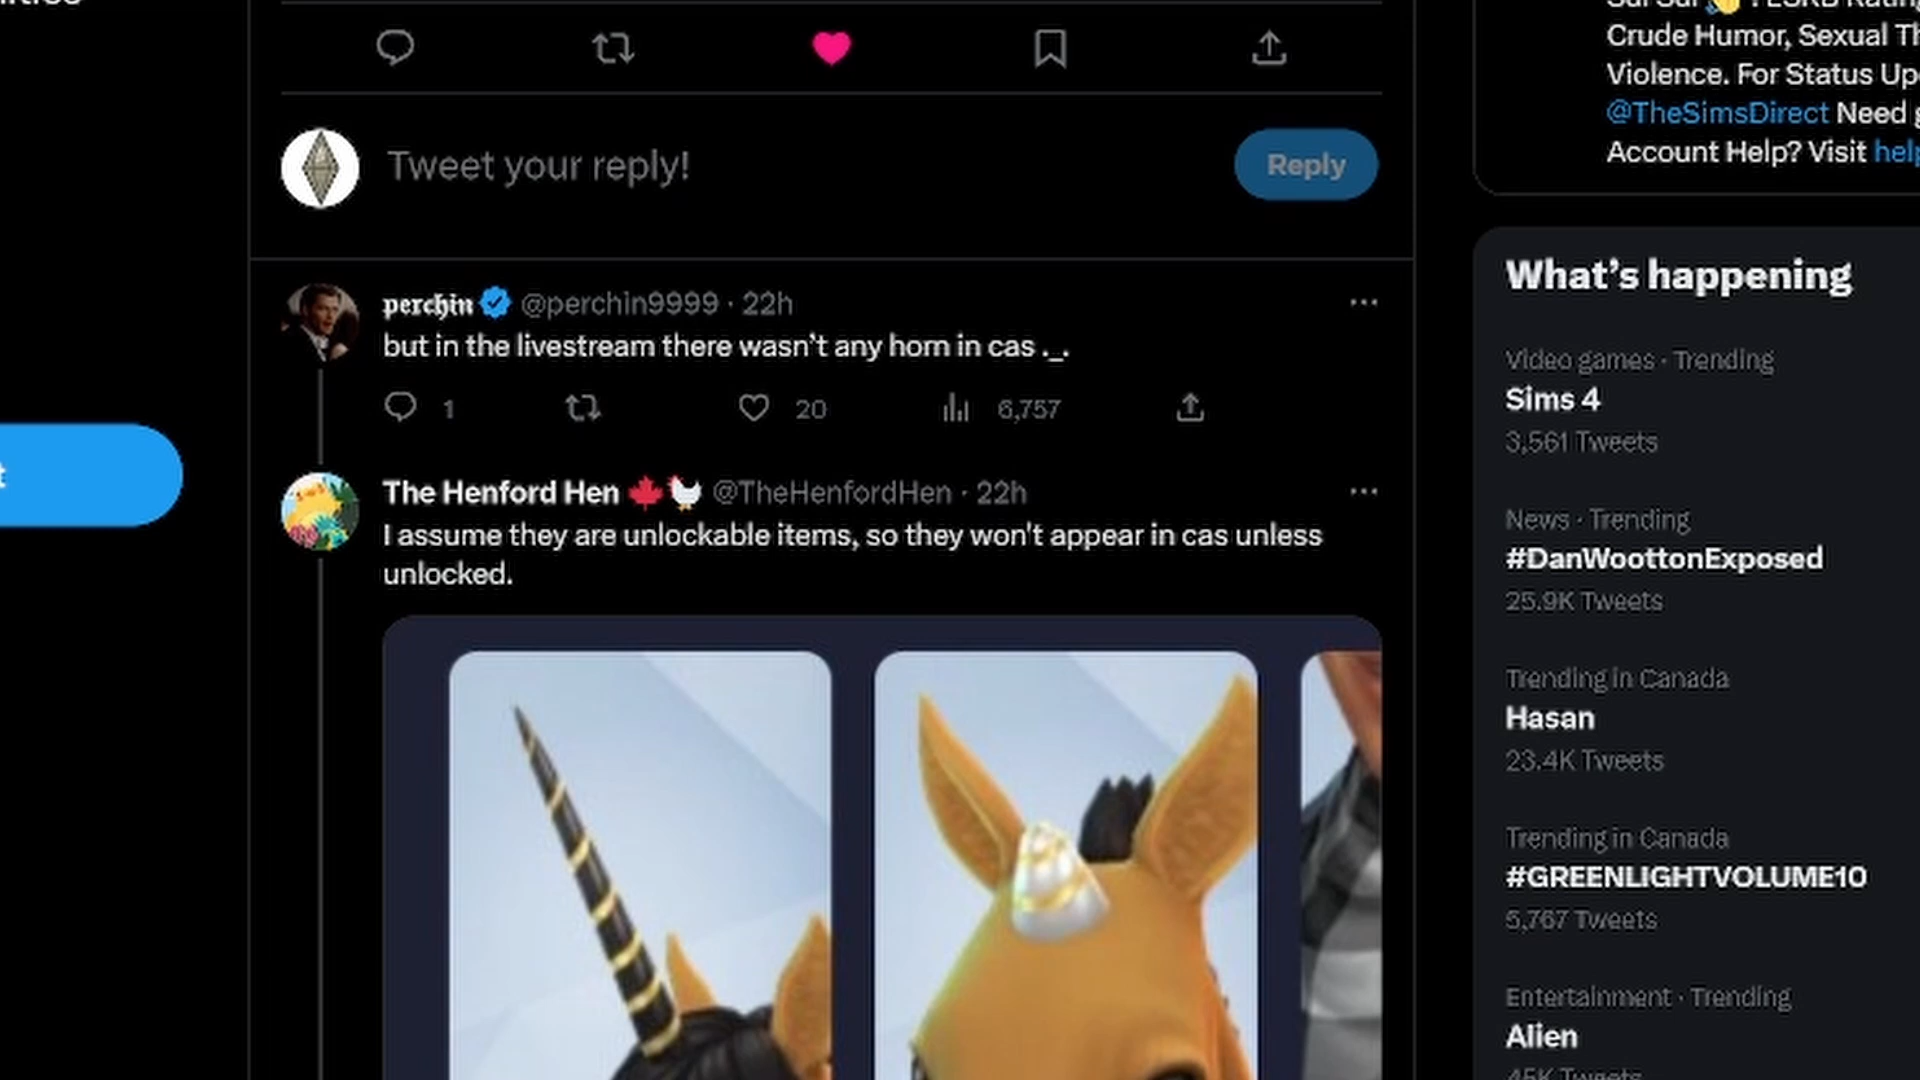 Tweet your reply!
Reply
perchin @perchin9999 · 22h
but in the livestream there wasn't any horn in cas ._.
1
20
6,757
The Henford Hen 🍁🐓 @TheHenfordHen · 22h
I assume they are unlockable items, so they won't appear in cas unless
unlocked.
Crude Humor, Sexual Th
Violence. For Status Up
@TheSimsDirect Need g
Account Help? Visit help
What's happening
Video games · Trending
Sims 4
3,561 Tweets
News · Trending
#DanWoottonExposed
25.9K Tweets
Trending in Canada
Hasan
23.4K Tweets
Trending in Canada
#GREENLIGHTVOLUME10
5,767 Tweets
Entertainment · Trending
Alien
45K Tweets